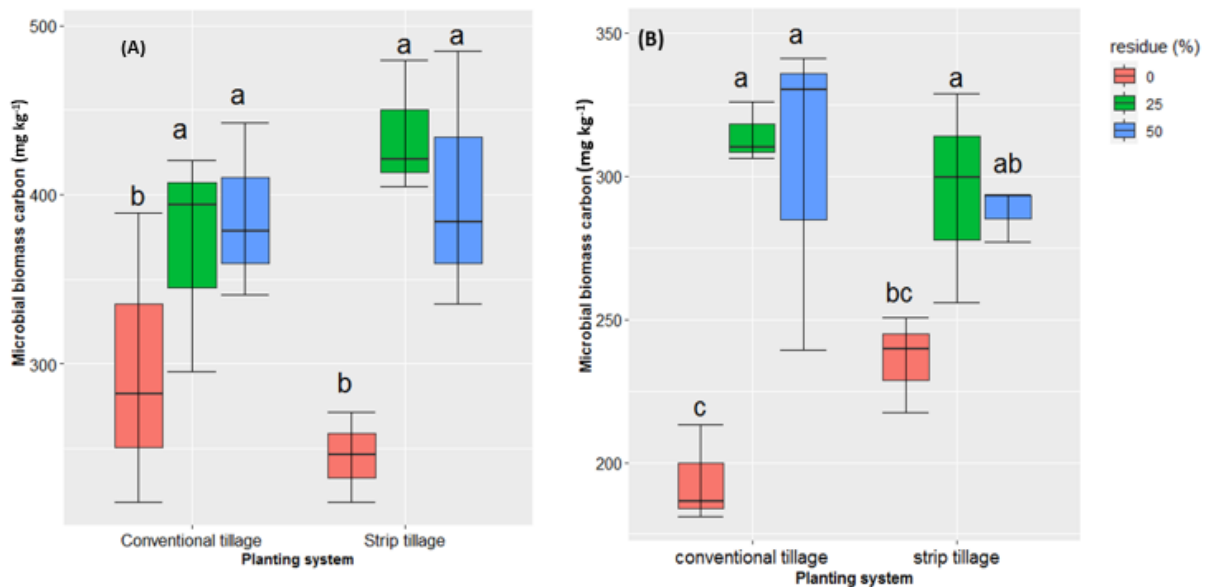 (A)
Microbial biomass carbon (mg kg⁻¹)
500
400
300
b
a
a
b
a
a
Conventional tillage
Strip tillage
Planting system
(B)
Microbial biomass carbon (mg kg⁻¹)
350
300
250
200
c
a
a
bc
a
ab
conventional tillage
strip tillage
Planting system
residue (%)
0
25
50